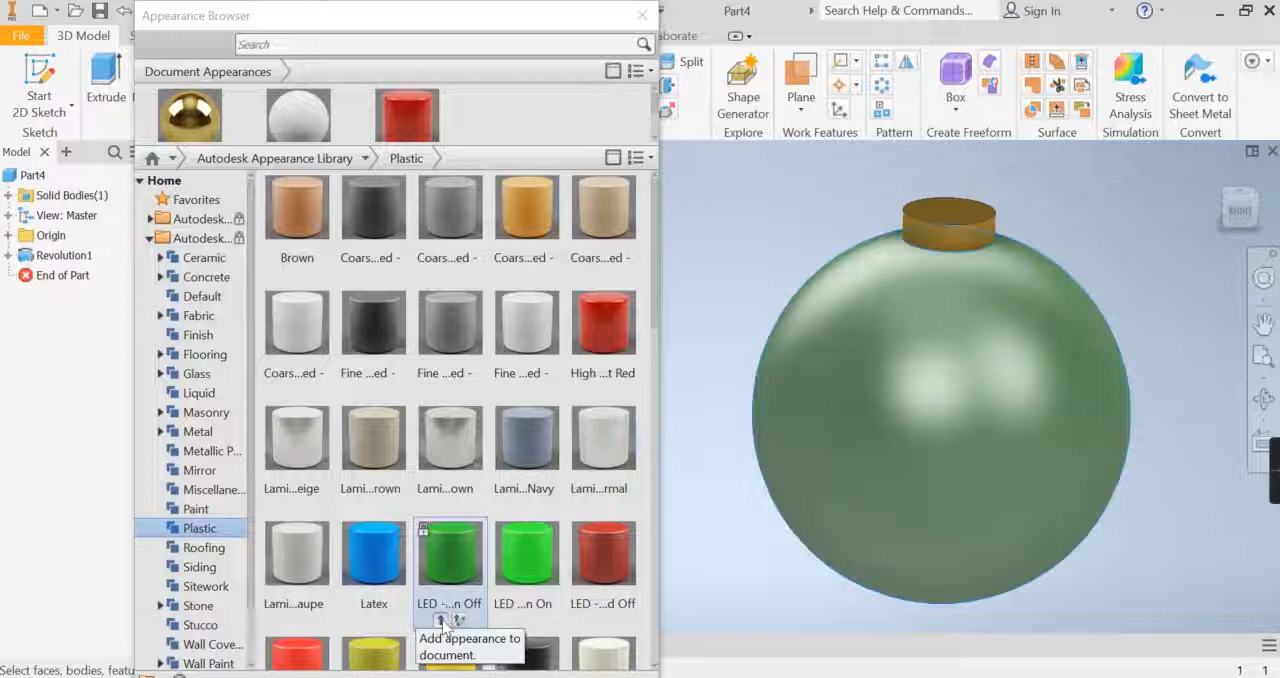 Appearance Browser
Part4
Search Help & Commands...
Sign In
File
3D Model
Search
Split
Start
2D Sketch
Extrude
Document Appearances
Shape
Generator
Plane
Box
Stress
Analysis
Convert to
Sheet Metal
Sketch
Explore
Work Features
Pattern
Create Freeform
Surface
Simulation
Convert
Model
Autodesk Appearance Library
Plastic
Part4
Solid Bodies(1)
View: Master
Origin
Revolution1
End of Part
Home
Favorites
Autodesk...
Autodesk...
Ceramic
Concrete
Default
Fabric
Finish
Flooring
Glass
Liquid
Masonry
Metal
Metallic P...
Mirror
Miscellane...
Paint
Plastic
Roofing
Siding
Sitework
Stone
Stucco
Wall Cove...
Wall Paint
Brown
Coars...ed -
Coars...ed -
Coars...ed -
Coars...ed -
Coars...ed -
Fine ...ed -
Fine ...ed -
Fine ...ed -
High ...t Red
Lami...eige
Lami...rown
Lami...own
Lami...Navy
Lami...rmal
Lami...aupe
Latex
LED -...n Off
LED ...n On
LED -...d Off
Add appearance to
document.
RIGHT
Select faces, bodies, featu
1 1